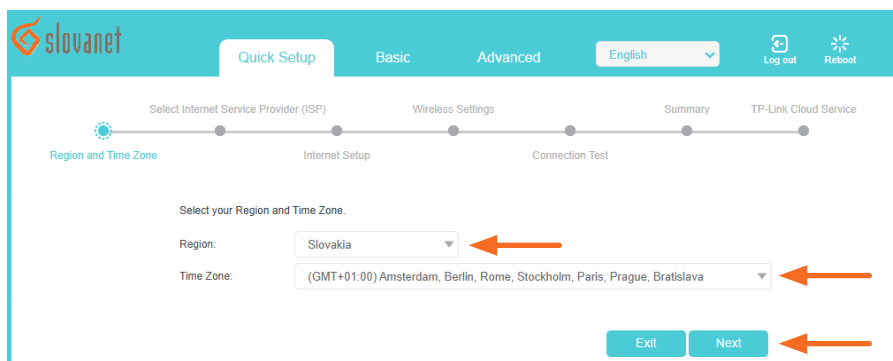 slovanet
Quick Setup Basic Advanced English Log out Reboot
Select Internet Service Provider (ISP) Wireless Settings Summary TP-Link Cloud Service
Region and Time Zone Internet Setup Connection Test
Select your Region and Time Zone.
Region: Slovakia
Time Zone: (GMT+01:00) Amsterdam, Berlin, Rome, Stockholm, Paris, Prague, Bratislava
Exit Next